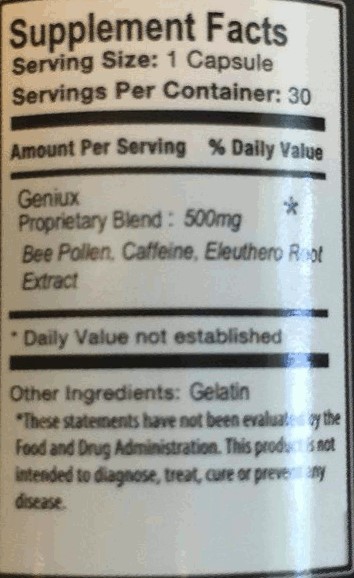 Supplement Facts
Serving Size: 1 Capsule
Servings Per Container: 30
Amount Per Serving % Daily Value
Geniux *
Proprietary Blend : 500mg
Bee Pollen, Caffeine, Eleuthero Root
Extract
* Daily Value not established
Other Ingredients: Gelatin
*These statements have not been evaluated by the
Food and Drug Administration. This product is not
intended to diagnose, treat, cure or prevent any
disease.